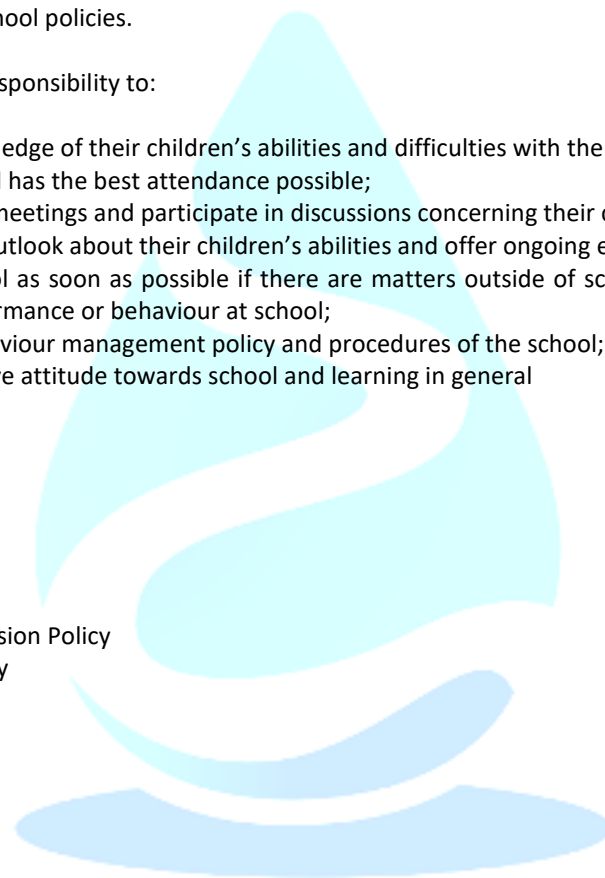 hool policies.
sponsibility to:
edge of their children’s abilities and difficulties with the
l has the best attendance possible;
meetings and participate in discussions concerning their c
utlook about their children’s abilities and offer ongoing e
ol as soon as possible if there are matters outside of sc
rmance or behaviour at school;
viour management policy and procedures of the school;
ve attitude towards school and learning in general
sion Policy
y